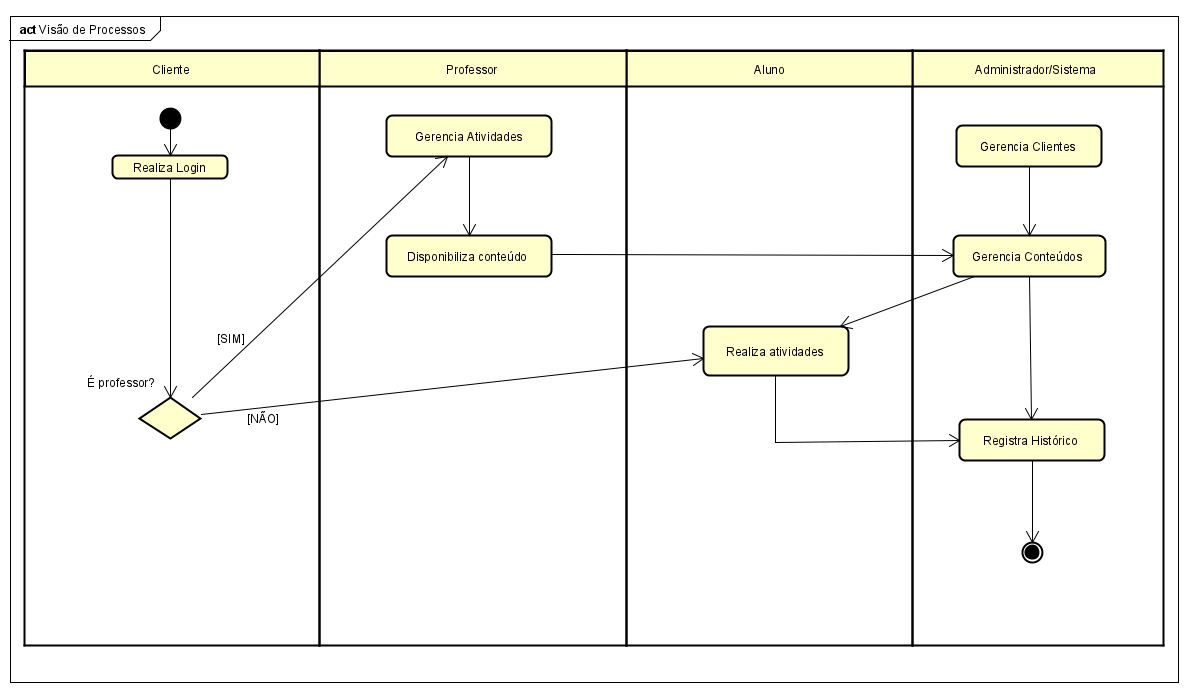 act Visão de Processos
Cliente
Professor
Aluno
Administrador/Sistema
Realiza Login
Gerencia Atividades
Gerencia Clientes
Disponibiliza conteúdo
Gerencia Conteúdos
[SIM]
Realiza atividades
É professor?
[NÃO]
Registra Histórico